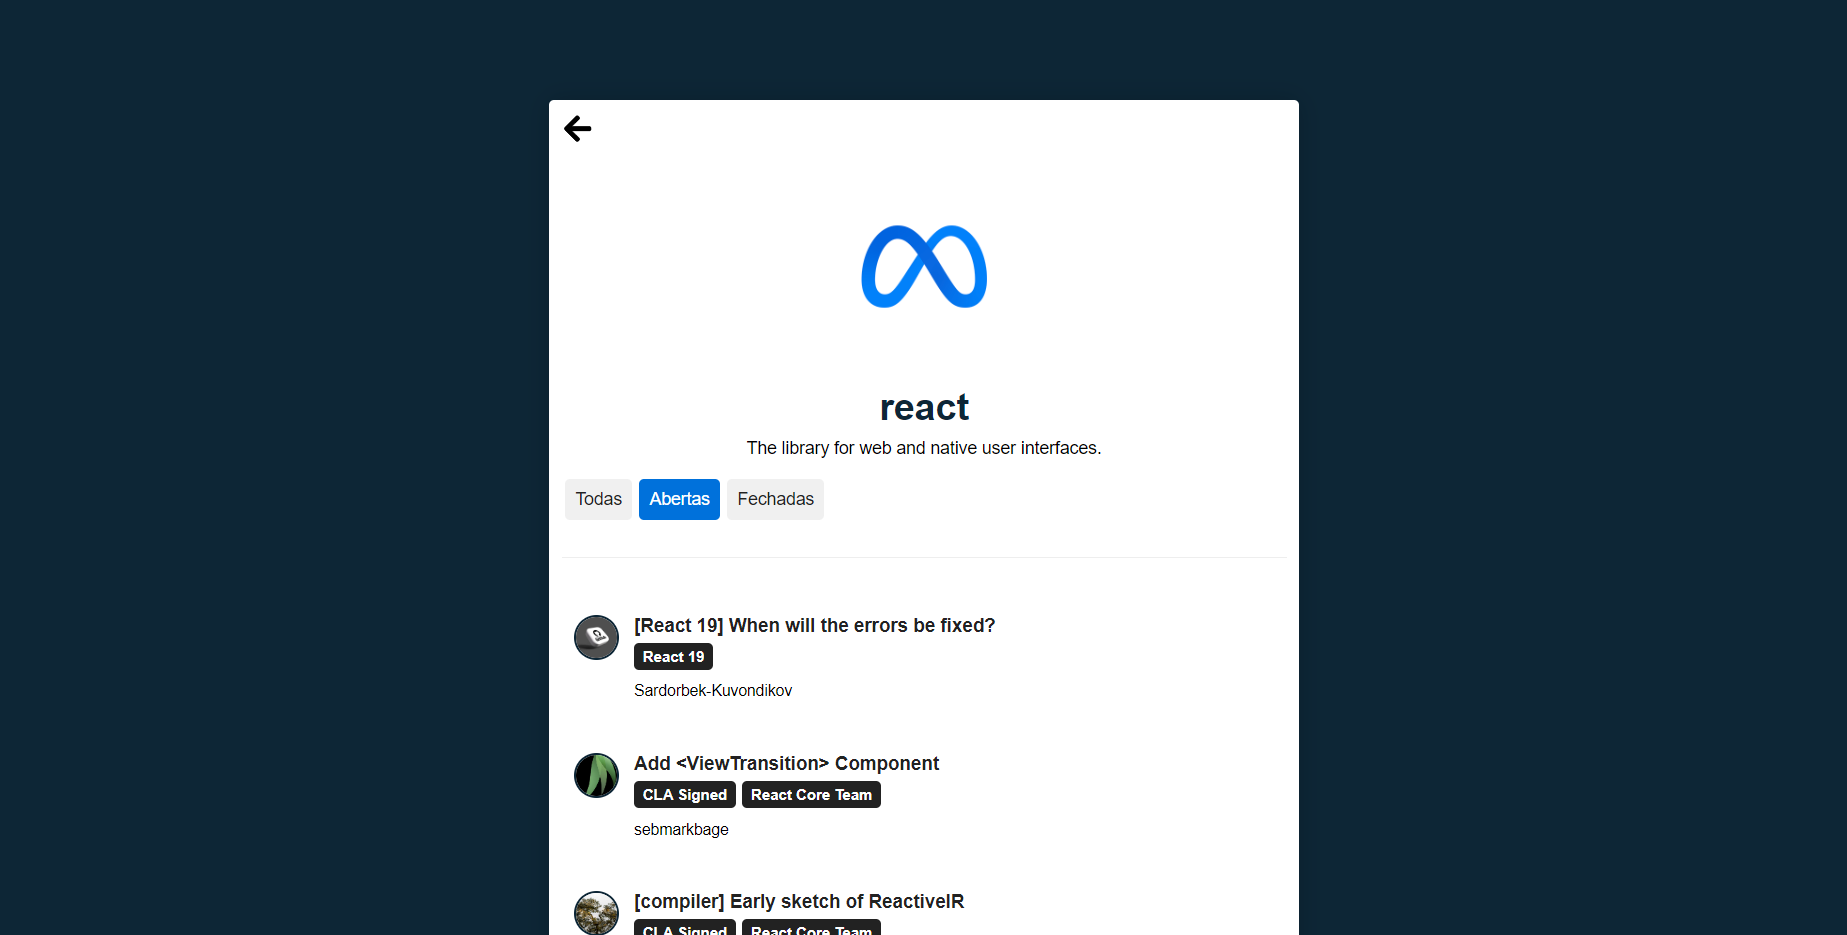 react
The library for web and native user interfaces.
Todas Abertas Fechadas
[React 19] When will the errors be fixed?
React 19
Sardorbek-Kuvondikov
Add <ViewTransition> Component
CLA Signed React Core Team
sebmarkbage
[compiler] Early sketch of ReactiveIR
CLA Signed React Core Team